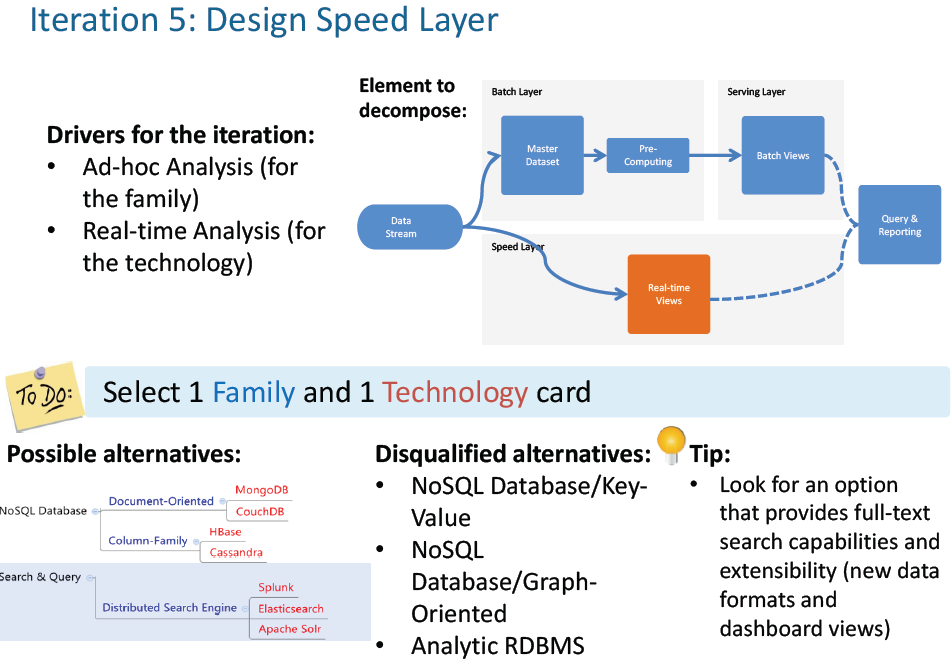 Iteration 5: Design Speed Layer
Drivers for the iteration:
• Ad-hoc Analysis (for
the family)
• Real-time Analysis (for
the technology)
Element to
decompose:
Batch Layer
Master
Dataset
Pre-
Computing
Serving Layer
Batch Views
Data
Stream
Query &
Reporting
Speed Layer
Real-time
Views
To Do:
Select 1 Family and 1 Technology card
Possible alternatives:
NoSQL Database
Document-Oriented
MongoDB
CouchDB
Column-Family
HBase
Cassandra
Search & Query
Distributed Search Engine
Splunk
Elasticsearch
Apache Solr
Disqualified alternatives:
• NoSQL Database/Key-
Value
• NoSQL
Database/Graph-
Oriented
• Analytic RDBMS
Tip:
• Look for an option
that provides full-text
search capabilities and
extensibility (new data
formats and
dashboard views)